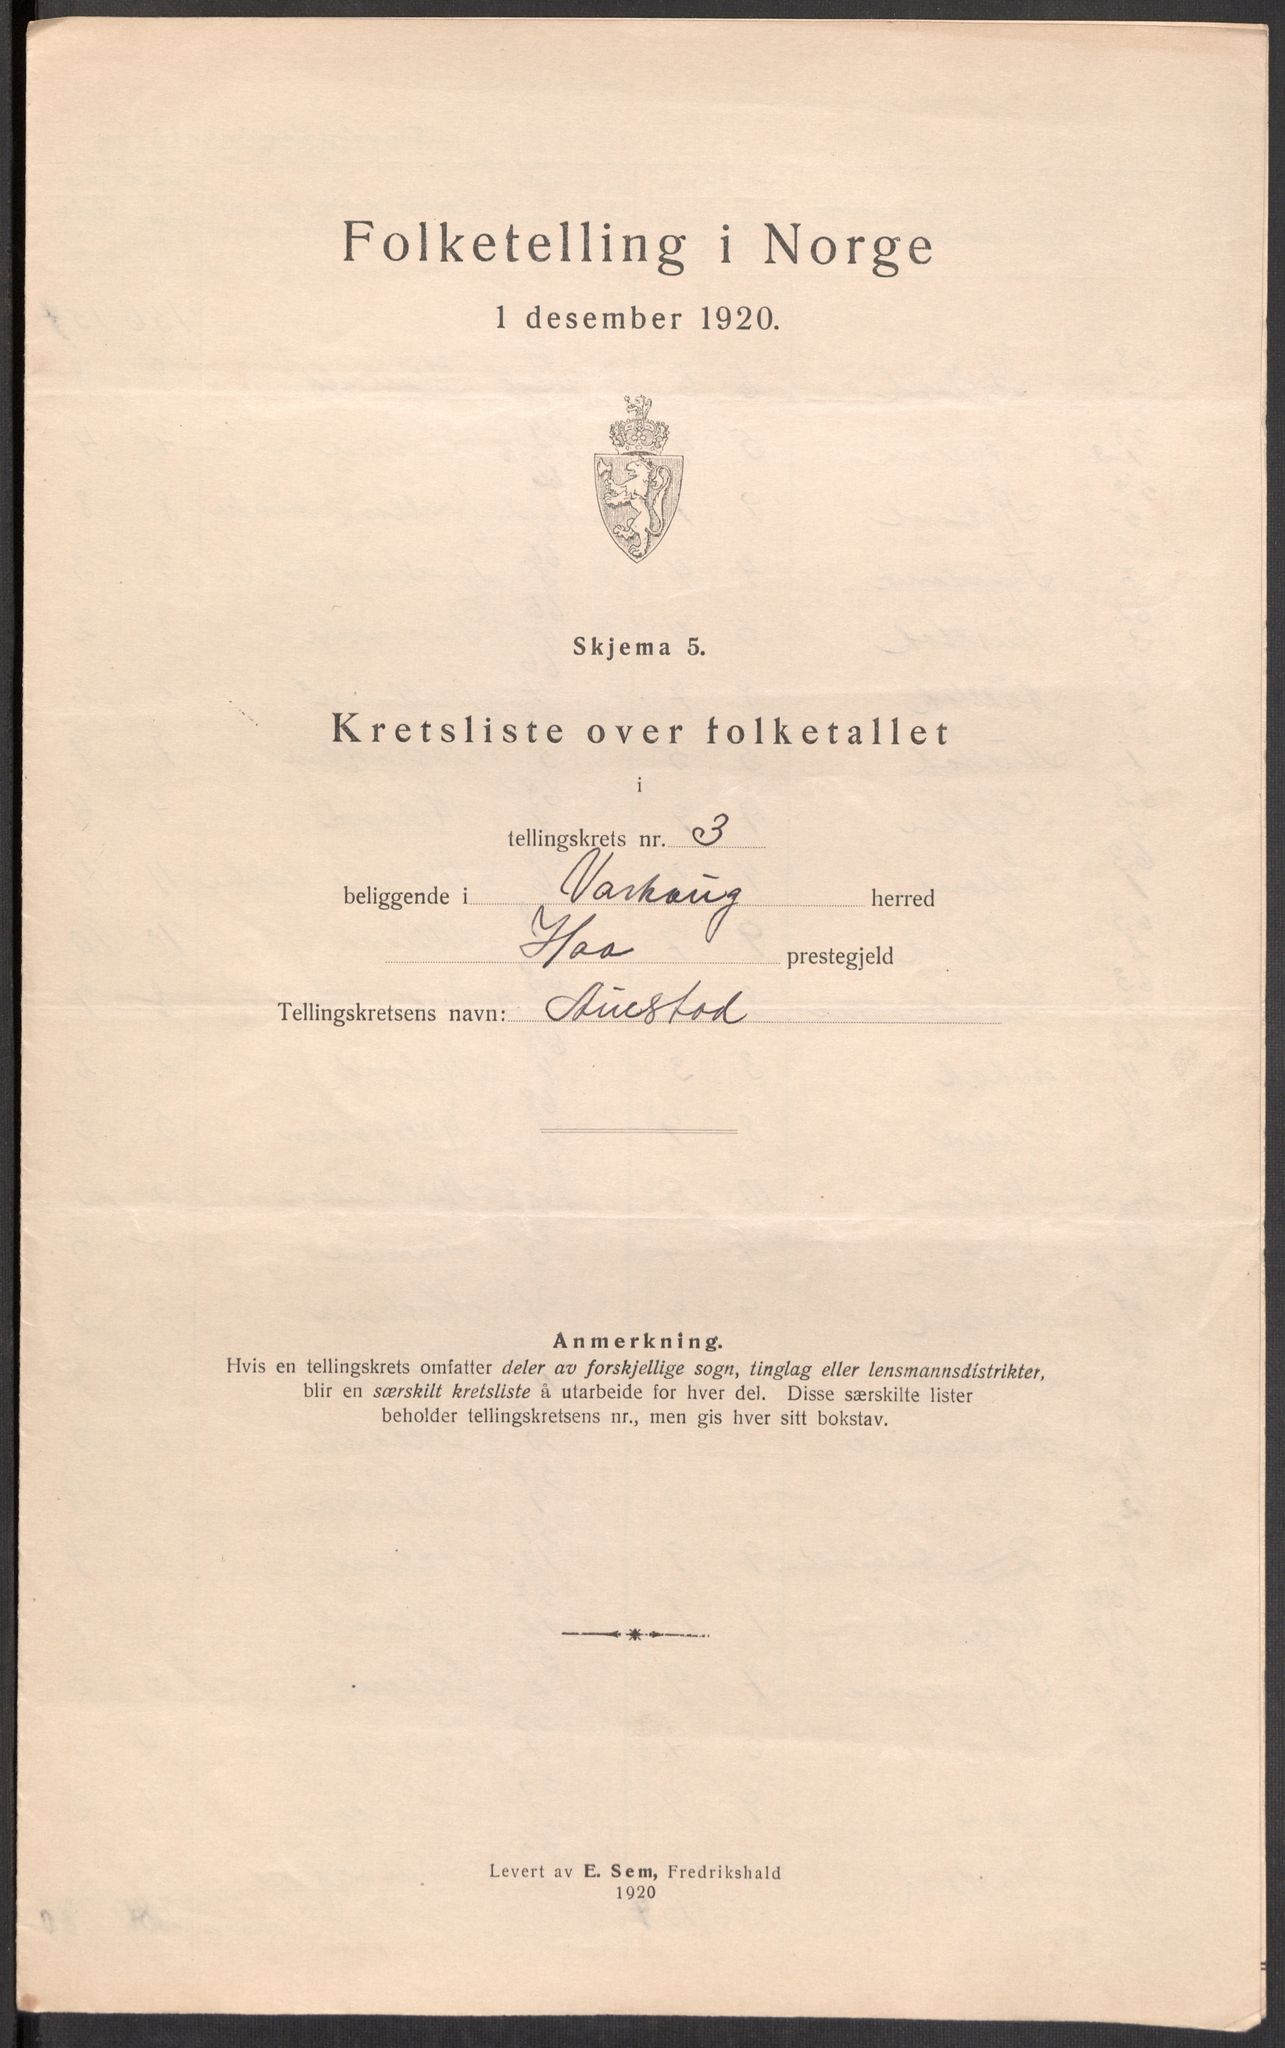 Folketelling i Norge
1 desember 1920.
Skjema 5.
Kretsliste over folketallet
i
tellingskrets nr. 3
beliggende i Varhaug herred
Haa prestegjeld
Tellingskretsens navn: Auestad
Anmerkning.
Hvis en tellingskrets omfatter deler av forskjellige sogn, tinglag eller lensmannsdistrikter,
blir en særskilt kretsliste å utarbeide for hver del. Disse særskilte lister
beholder tellingskretsens nr., men gis hver sitt bokstav.
Levert av E. Sem, Fredrikshald
1920